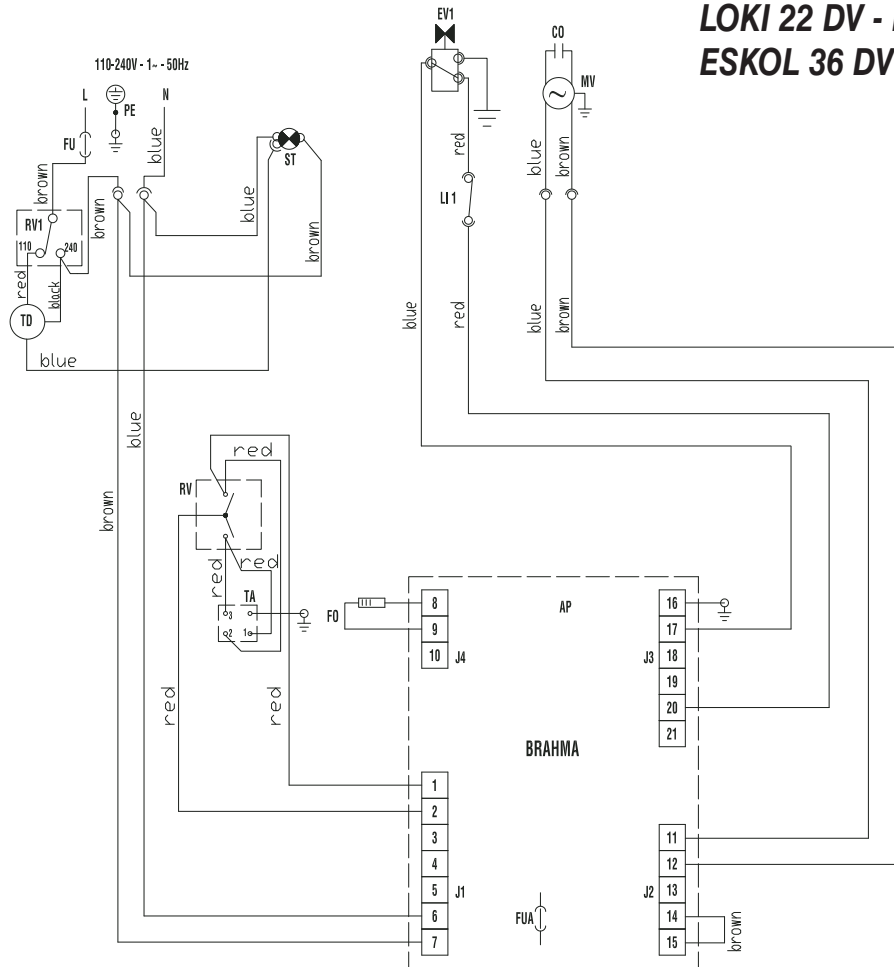 LOKI 22 DV -
ESKOL 36 DV
EV1
CO
110-240V - 1~ - 50Hz
L
N
PE
MV
FU
blue
ST
red
blue
brown
brown
RV1
brown
blue
brown
LI 1
110
240
red
black
TD
blue
red
blue
brown
blue
blue
brown
red
RV
red
red
TA
3
2
1
FO
8
9
10
J4
AP
16
17
18
19
20
21
J3
red
red
BRAHMA
1
2
3
4
5
6
7
J1
FUA
11
12
13
14
15
J2
brown